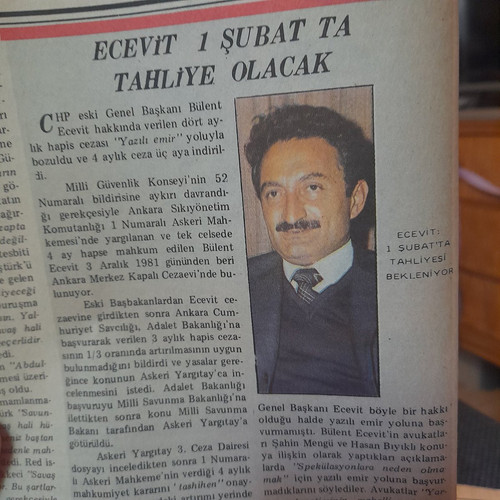 ECEVİT 1 ŞUBAT TA
TAHLİYE OLACAK
CHP eski Genel Başkanı Bülent
Ecevit hakkında verilen dört ay-
lık hapis cezası "Yazılı emir" yoluyla
bozuldu ve 4 aylık ceza üç aya indiril-
di.
Milli Güvenlik Konseyi'nin 52
Numaralı bildirisine aykırı davrandı-
ğı gerekçesiyle Ankara Sıkıyönetim
Komutanlığı 1 Numaralı Askeri Mah-
kemesi'nde yargılanan ve tek celsede
4 ay hapse mahkum edilen Bülent
Ecevit 3 Aralık 1981 gününden beri
Ankara Merkez Kapalı Cezaevi'nde bu-
lunuyor.
Eski Başbakanlardan Ecevit ce-
zaevine girdikten sonra Ankara Cum-
huriyet Savcılığı, Adalet Bakanlığı'na
başvurarak verilen 3 aylık hapis ceza-
sının 1/3 oranında artırılmasının uygun
bulunmadığını bildirdi ve yasalar gere-
ğince konunun Askeri Yargıtay'ca in-
celenmesini istedi. Adalet Bakanlığı
başvuruyu Milli Savunma Bakanlığı'na
ilettikten sonra konu Milli Savunma
Bakanı tarafından Askeri Yargıtay'a
götürüldü.
Askeri Yargıtay 3. Ceza Dairesi
dosyayı inceledikten sonra 1 Numara-
lı Askeri Mahkeme'nin verdiği 4 aylık
mahkumiyet kararını "tashihen" onay-
artırımı yerinde
ECEVİT:
1 ŞUBAT'TA
TAHLİYESİ
BEKLENİYOR
Genel Başkanı Ecevit böyle bir hakkı
olduğu halde yazılı emir yoluna baş-
vurmamıştı. Bülent Ecevit'in avukatla-
rı Şahin Mengü ve Hasan Bıyıklı konu-
ya ilişkin olarak yaptıkları açıklama-
larda "Spekülasyonlara neden olma-
mak" için yazılı emir yoluna başvur-
madıklarını söylediler. Avukatlar "Yar-